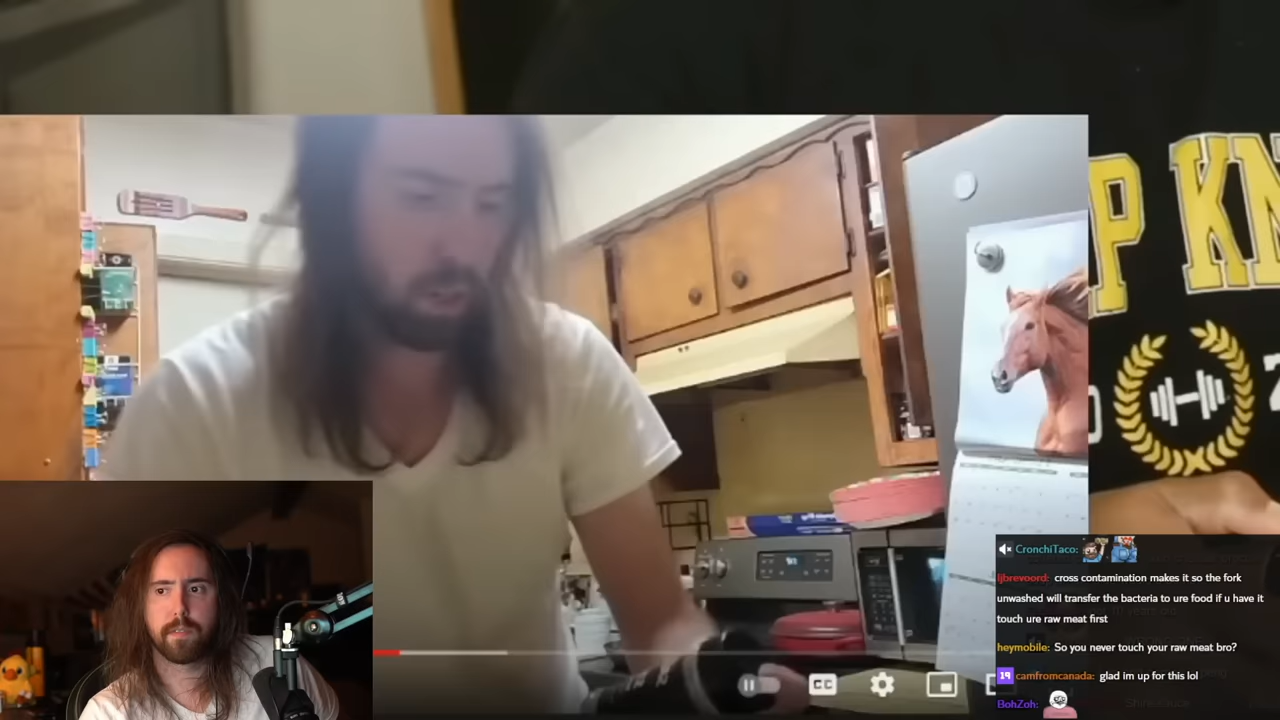 P KN
CronchiTaco:
ljbrevoord: cross contamination makes it so the fork
unwashed will transfer the bacteria to ure food if u have it
touch ure raw meat first
heymobile: So you never touch your raw meat bro?
19 camfromcanada: glad im up for this lol
BohZoh:
CC